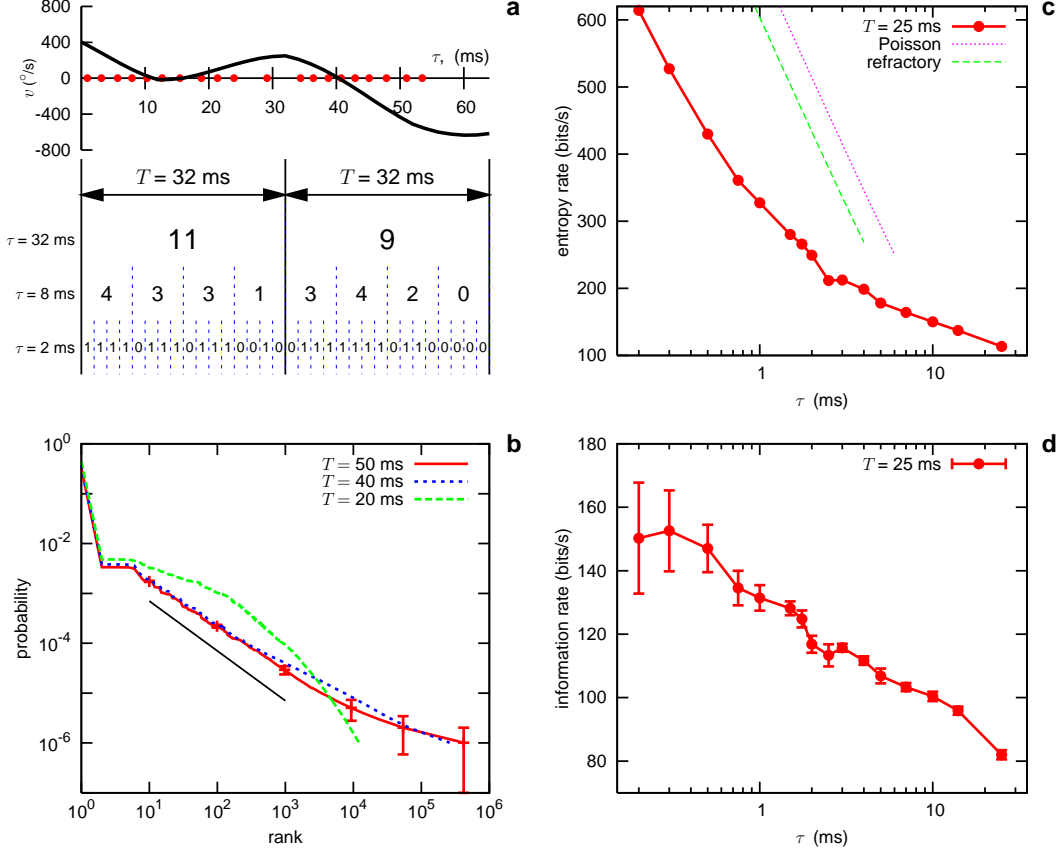 a
800
400
0
-400
-800
v (°/s)
τ, (ms)
10 20 30 40 50 60
T = 32 ms T = 32 ms
τ = 32 ms 11 9
τ = 8 ms 4 3 3 1 3 4 2 0
τ = 2 ms 1 1 1 1 0 1 1 1 0 1 1 1 0 0 1 0 0 1 1 1 1 1 1 1 0 1 1 0 0 0 0 0
b
T = 50 ms
T = 40 ms
T = 20 ms
probability
10^0
10^-2
10^-4
10^-6
10^0 10^1 10^2 10^3 10^4 10^5 10^6
rank
c
T = 25 ms
Poisson
refractory
entropy rate (bits/s)
600
500
400
300
200
100
1 10
τ (ms)
d
T = 25 ms
information rate (bits/s)
180
160
140
120
100
80
1 10
τ (ms)